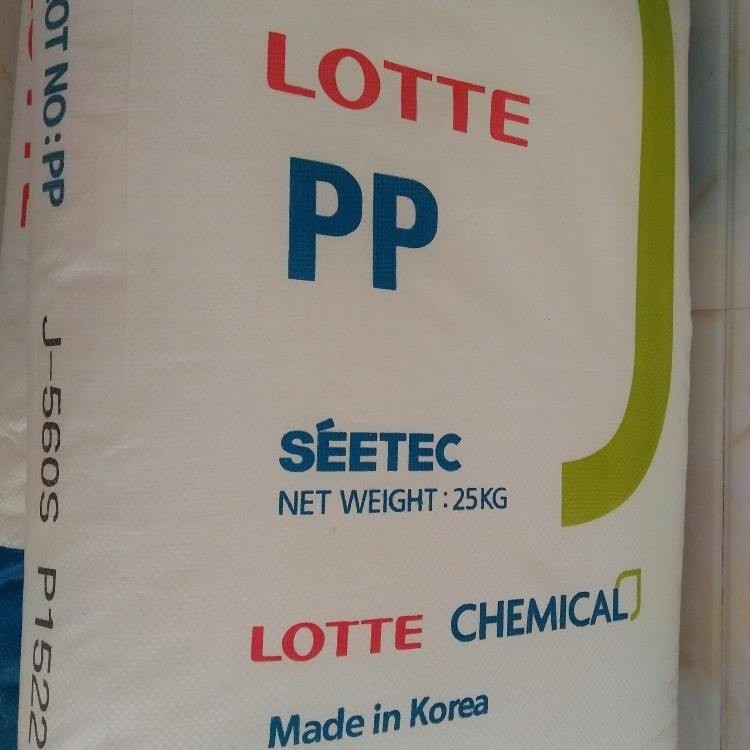 LOTTE
PP
SÉETEC
NET WEIGHT : 25KG
LOTTE CHEMICAL
Made in Korea
OT NO : PP J-560S P1522